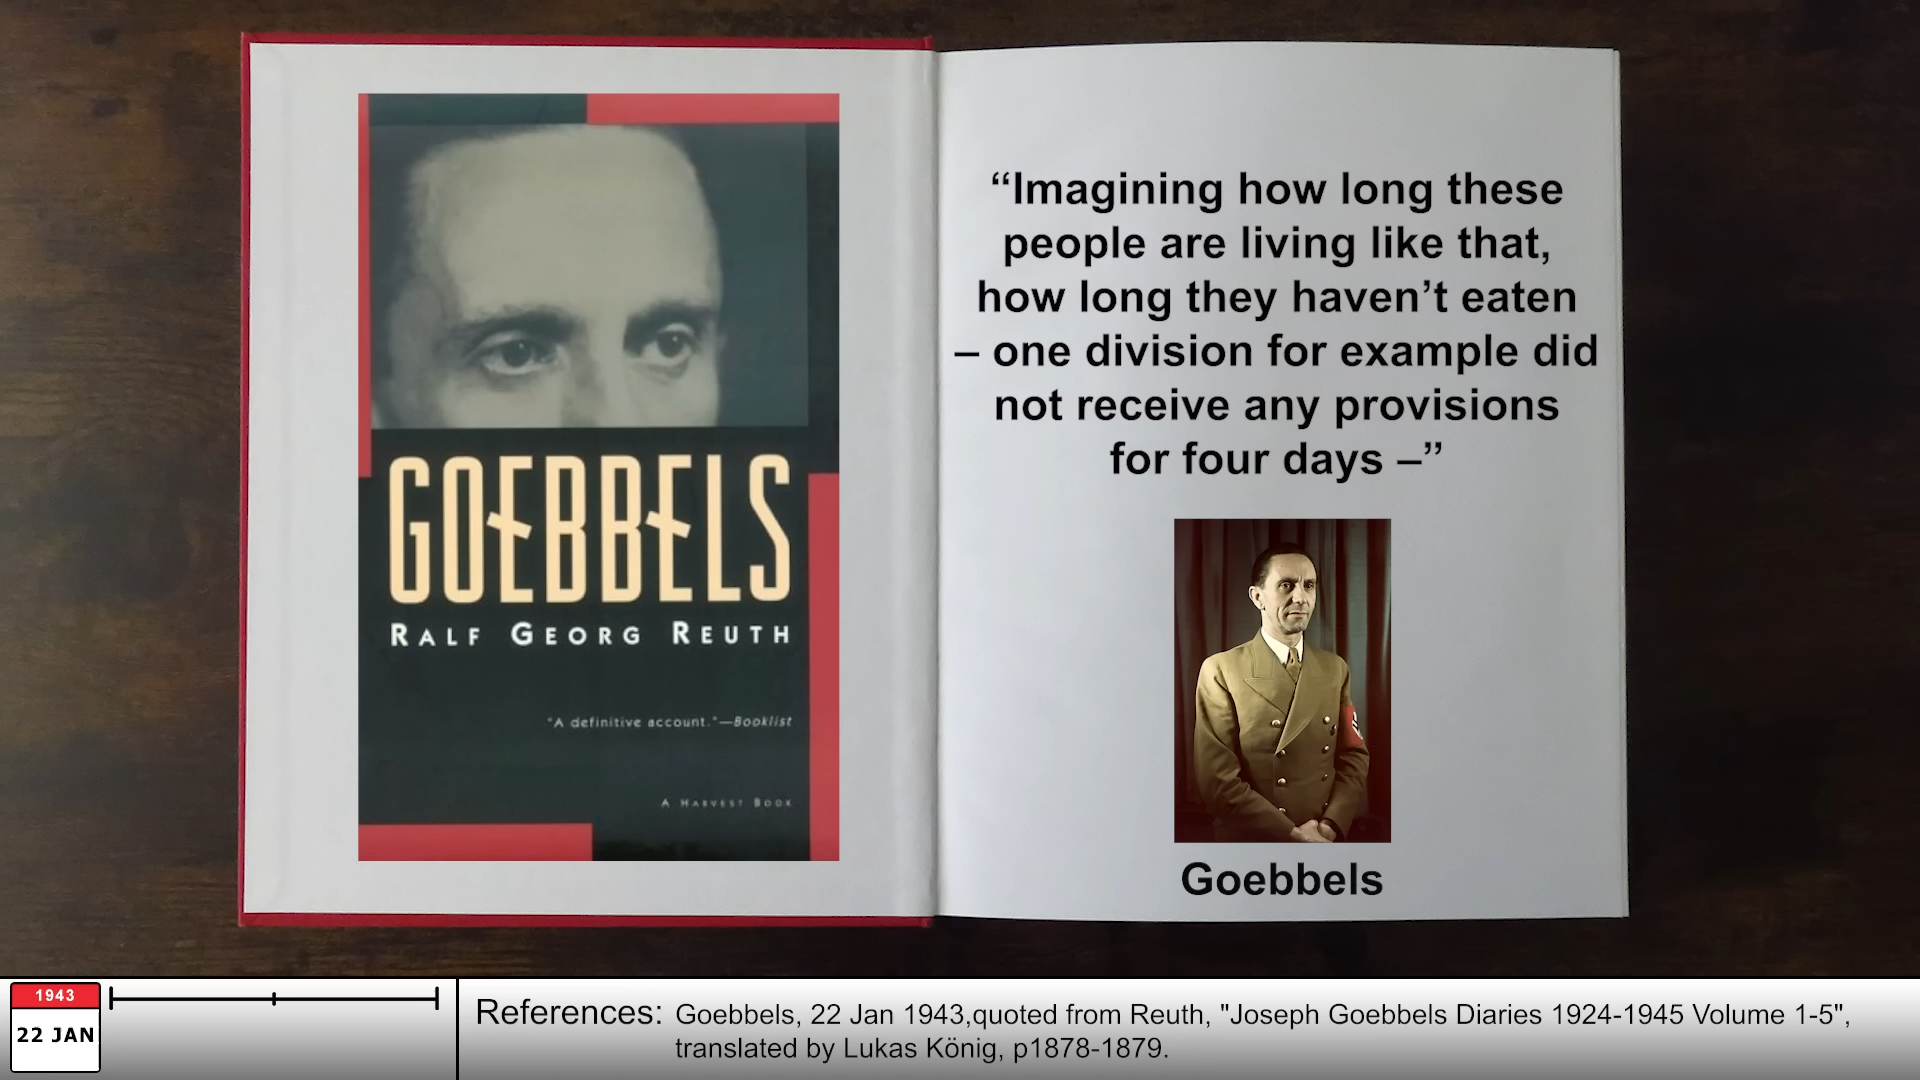 GOEBBELS
RALF GEORG REUTH
"A definitive account."—Booklist
A HARVEST BOOK
“Imagining how long these
people are living like that,
how long they haven’t eaten
– one division for example did
not receive any provisions
for four days –”
Goebbels
1943
22 JAN
References: Goebbels, 22 Jan 1943,quoted from Reuth, "Joseph Goebbels Diaries 1924-1945 Volume 1-5",
translated by Lukas König, p1878-1879.